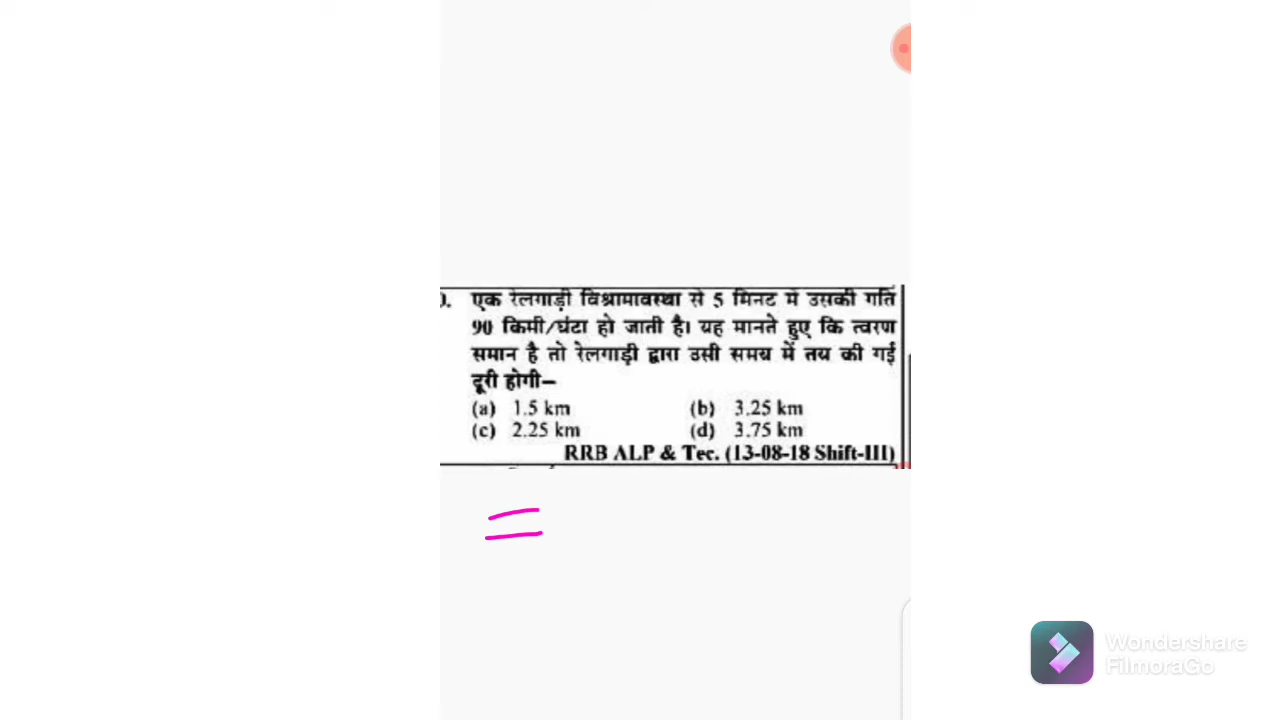 एक रेलगाड़ी विश्रामावस्था से 5 मिनट में उसकी गति
90 किमी/घंटा हो जाती है। यह मानते हुए कि त्वरण
समान है तो रेलगाड़ी द्वारा उसी समय में तय की गई
दूरी होगी–
(a) 1.5 km (b) 3.25 km
(c) 2.25 km (d) 3.75 km
RRB ALP & Tec. (13-08-18 Shift-III)
Wondershare
FilmoraGo